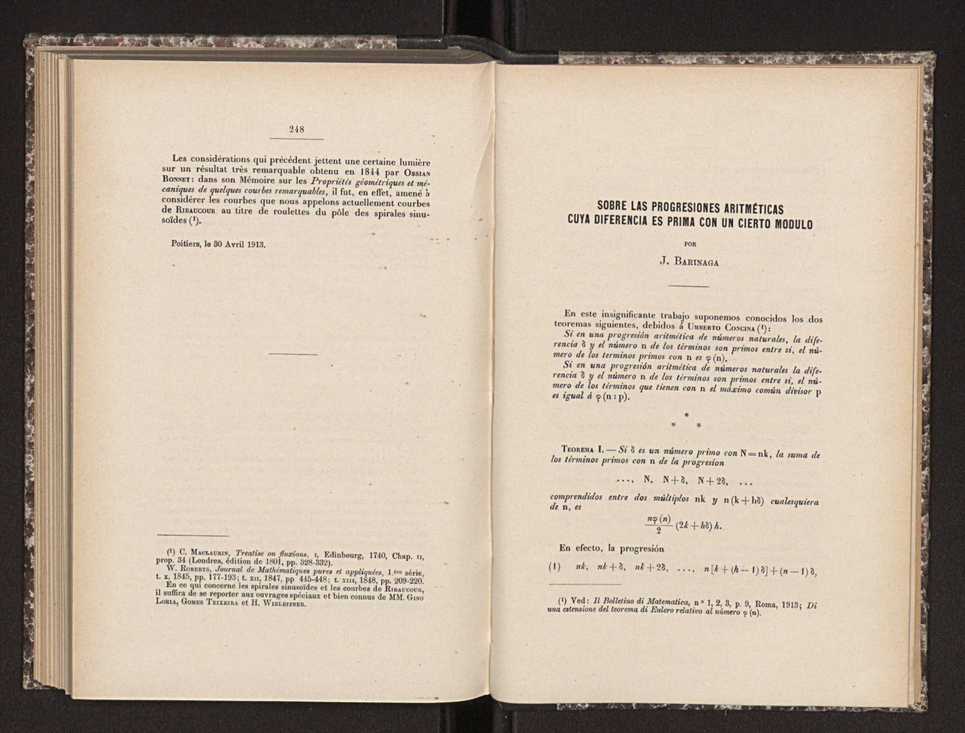 248
Les considérations qui précédent jettent une certaine lumière
sur un résultat très remarquable obtenu en 1844 par OSSIAN
BONNET: dans son Mémoire sur les Propriétés géométriques et mé-
caniques de quelques courbes remarquables, il fut, en effet, amené à
considérer les courbes que nous appelons actuellement courbes
de RIBAUCOUR au titre de roulettes du pôle des spirales sinu-
soïdes (¹).
Poitiers, le 30 Avril 1913.
(¹) C. MACLAURIN, Treatise on fluxions, I, Edinbourg, 1740, Chap. II,
prop. 34 (Londres, édition de 1801, pp. 328-332).
W. ROBERTS, Journal de Mathématiques pures et appliquées, 1.ère série,
t. X, 1845, pp. 177-193; t. XII, 1847, pp 445-448; t. XIII, 1848, pp. 209-220.
En ce qui concerne les spirales sinusoïdes et les courbes de RIBAUCOUR,
il suffira de se reporter aux ouvrages spéciaux et bien connus de MM. GINO
LORIA, GOMES TEIXEIRA et H. WIELEITNER.
SOBRE LAS PROGRESIONES ARITMÉTICAS
CUYA DIFERENCIA ES PRIMA CON UN CIERTO MODULO
POR
J. BARINAGA
En este insignificante trabajo suponemos conocidos los dos
teoremas siguientes, debidos á UMBERTO CONCINA (¹):
Si en una progresión aritmética de números naturales, la dife-
rencia δ y el número n de los términos son primos entre si, el nú-
mero de los terminos primos con n es φ(n).
Si en una progresión aritmética de números naturales la dife-
rencia δ y el número n de los términos son primos entre si, el nú-
mero de los términos que tienen con n el máximo común divisor p
es igual á φ(n : p).
*
* *
TEOREMA I. — Si δ es un número primo con N = nk, la suma de
los términos primos con n de la progresion
..., N, N + δ, N + 2δ, ...
comprendidos entre dos múltiplos nk y n(k + hδ) cualesquiera
de n, es
nφ(n)/2 (2k + hδ) h.
En efecto, la progresión
(1) nk, nk + δ, nk + 2δ, ..., n[k + (h − 1)δ] + (n − 1)δ,
(¹) Ved: Il Bolletino di Matematica, nº 1, 2, 3, p. 9, Roma, 1913; Di
una estensione del teorema di Eulero relativo al número φ(n).